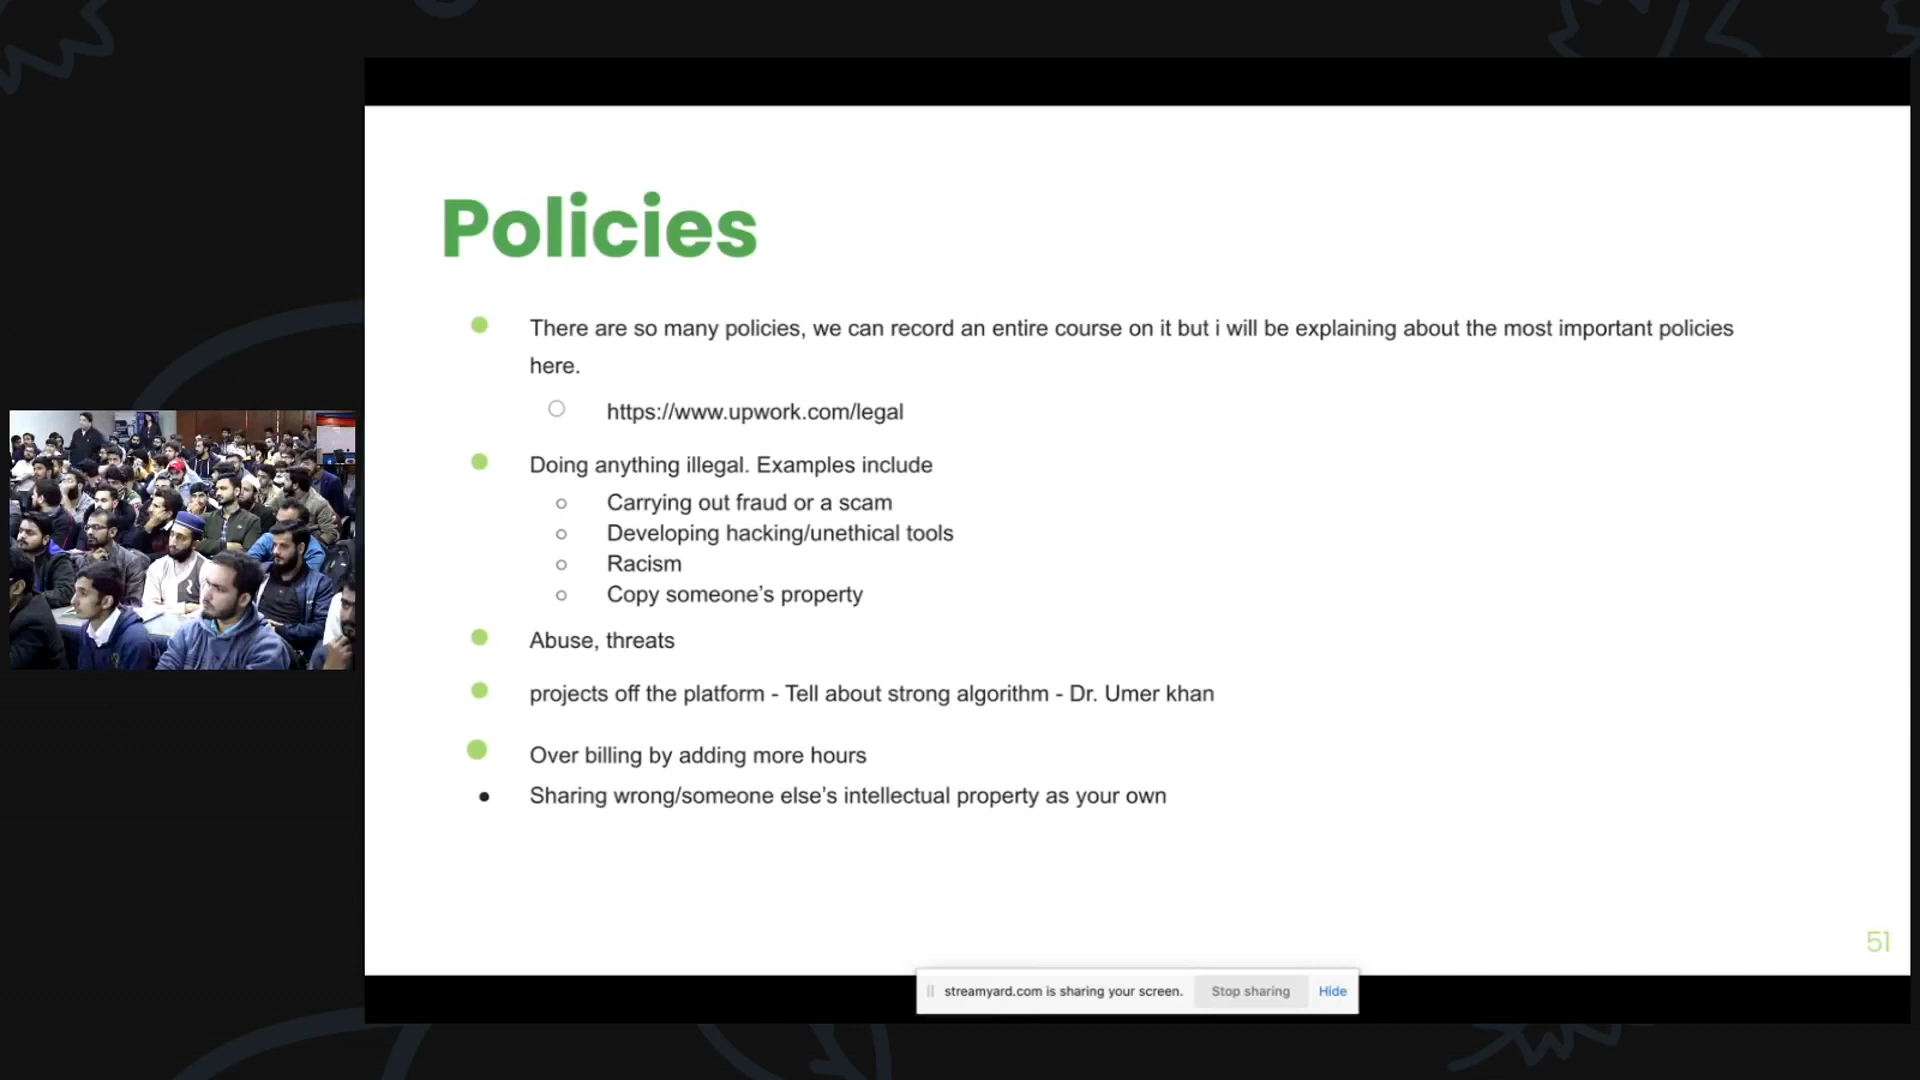 Policies
There are so many policies, we can record an entire course on it but i will be explaining about the most important policies
here.
https://www.upwork.com/legal
Doing anything illegal. Examples include
Carrying out fraud or a scam
Developing hacking/unethical tools
Racism
Copy someone’s property
Abuse, threats
projects off the platform - Tell about strong algorithm - Dr. Umer khan
Over billing by adding more hours
Sharing wrong/someone else’s intellectual property as your own
51
streamyard.com is sharing your screen. Stop sharing Hide